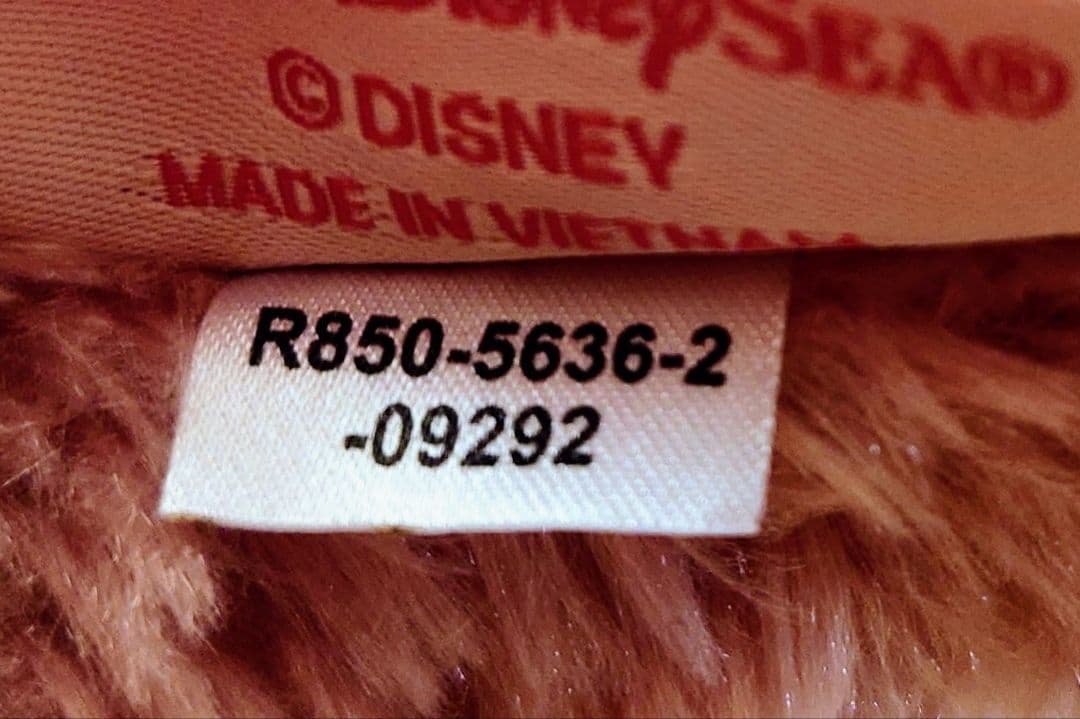 DISNEYSEA®
©DISNEY
MADE IN VIETNAM
R850-5636-2
-09292